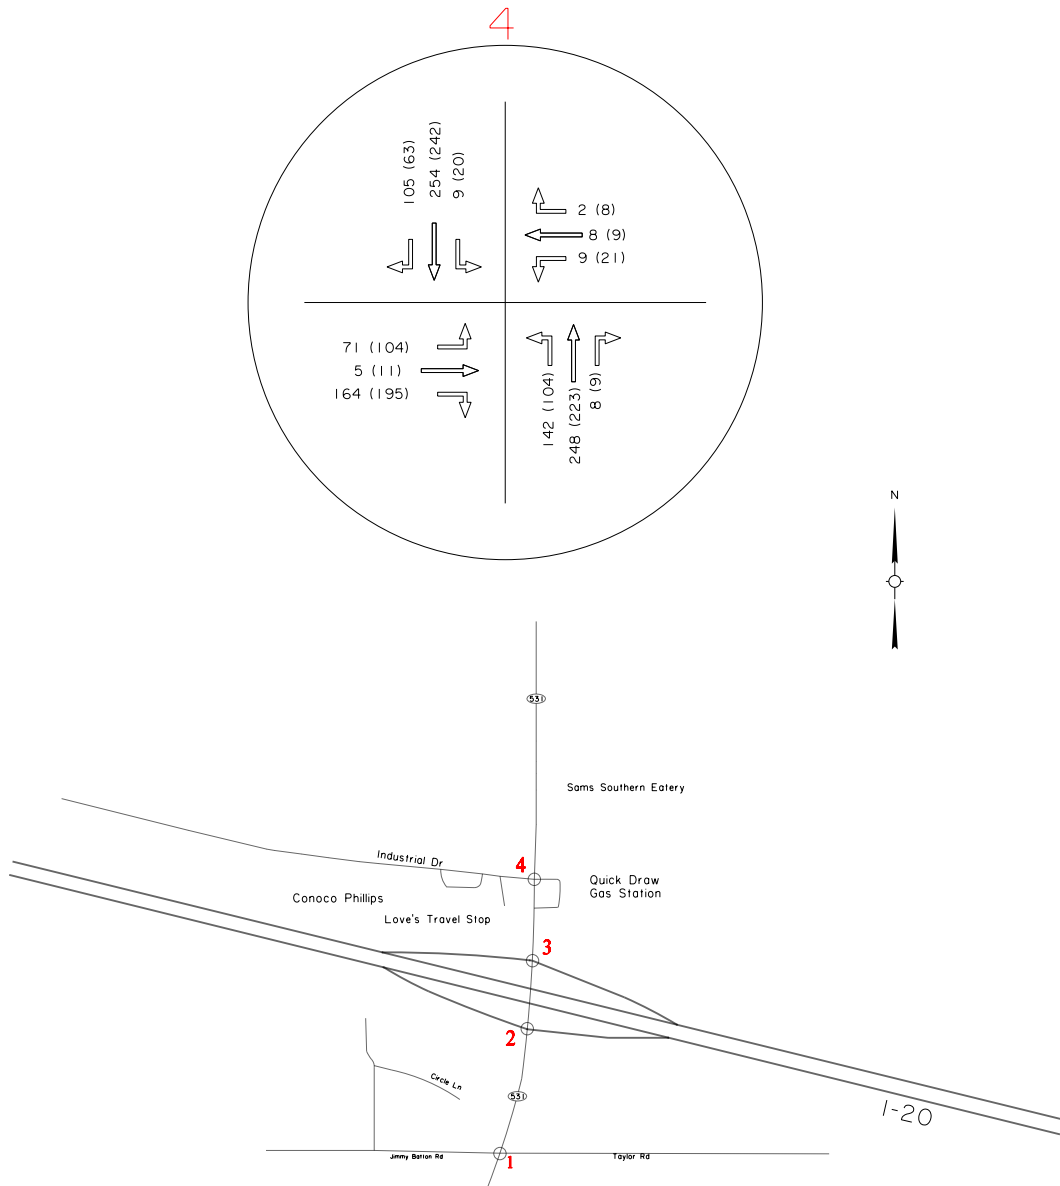 4
105 (63)
254 (242)
9 (20)
2 (8)
8 (9)
9 (21)
71 (104)
5 (11)
164 (195)
142 (104)
248 (223)
8 (9)
N
531
Sams Southern Eatery
Industrial Dr
4
Quick Draw
Gas Station
Conoco Phillips
Love's Travel Stop
3
2
Circle Ln
531
I-20
Jimmy Batton Rd
1
Taylor Rd